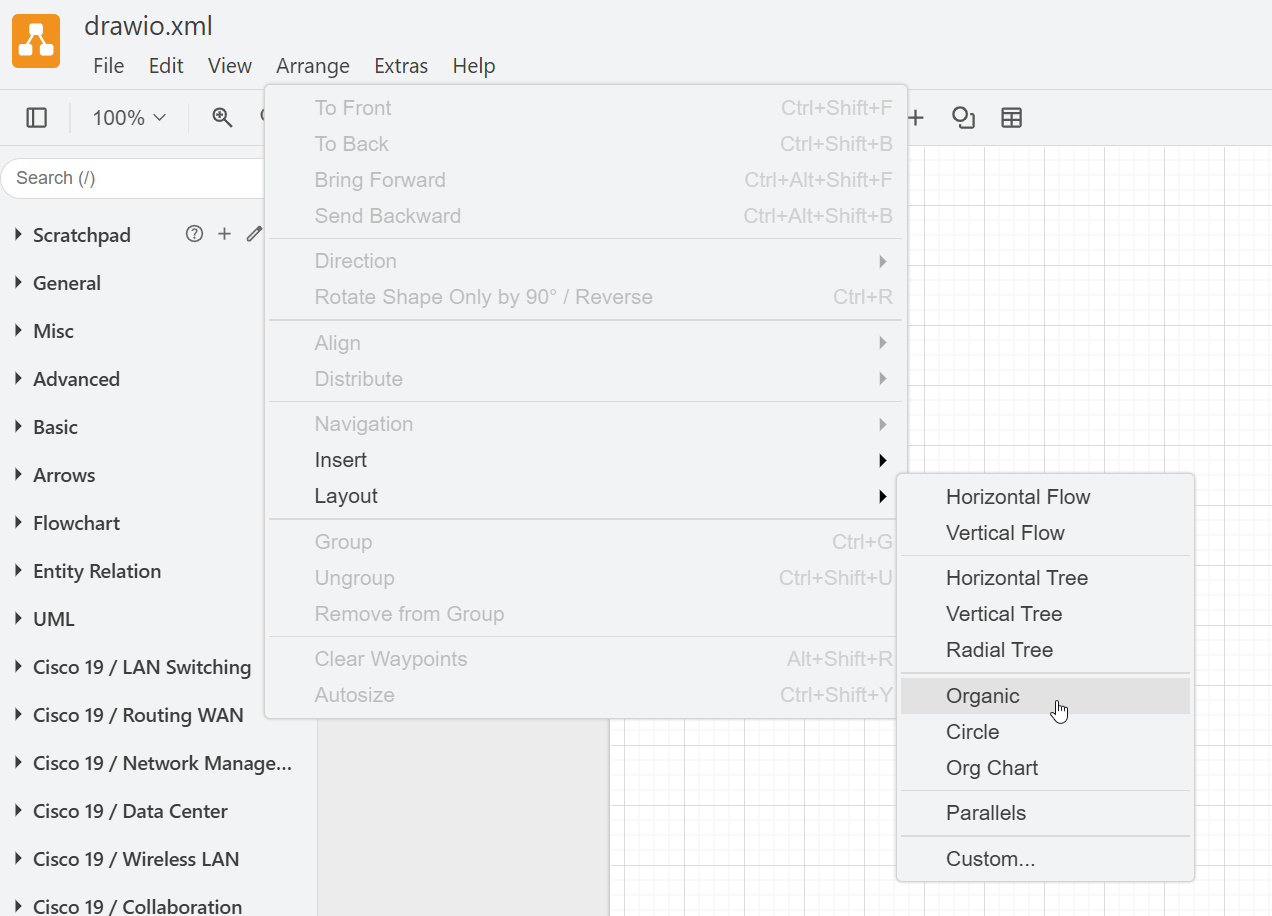 drawio.xml
File Edit View Arrange Extras Help
100%
Search (/)
Scratchpad
General
Misc
Advanced
Basic
Arrows
Flowchart
Entity Relation
UML
Cisco 19 / LAN Switching
Cisco 19 / Routing WAN
Cisco 19 / Network Manage...
Cisco 19 / Data Center
Cisco 19 / Wireless LAN
Cisco 19 / Collaboration
To Front Ctrl+Shift+F
To Back Ctrl+Shift+B
Bring Forward Ctrl+Alt+Shift+F
Send Backward Ctrl+Alt+Shift+B
Direction
Rotate Shape Only by 90° / Reverse Ctrl+R
Align
Distribute
Navigation
Insert
Layout
Group Ctrl+G
Ungroup Ctrl+Shift+U
Remove from Group
Clear Waypoints Alt+Shift+R
Autosize Ctrl+Shift+Y
Horizontal Flow
Vertical Flow
Horizontal Tree
Vertical Tree
Radial Tree
Organic
Circle
Org Chart
Parallels
Custom...